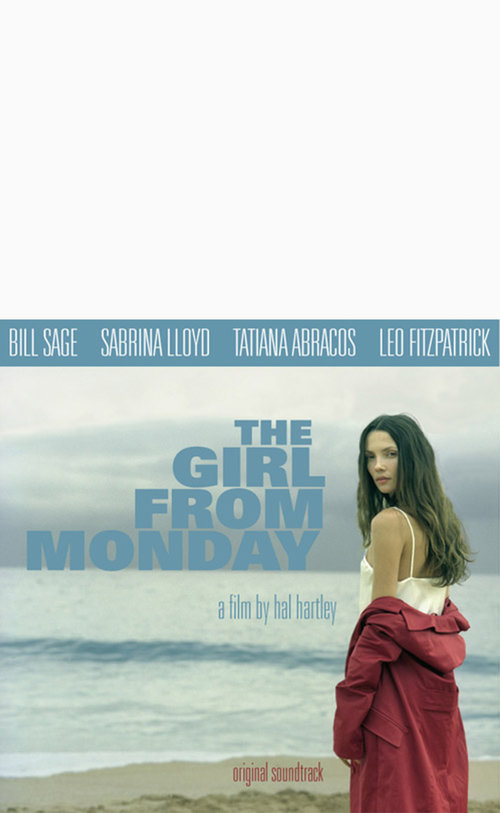 BILL SAGE SABRINA LLOYD TATIANA ABRACOS LEO FITZPATRICK
THE
GIRL
FROM
MONDAY
a film by hal hartley
original soundtrack